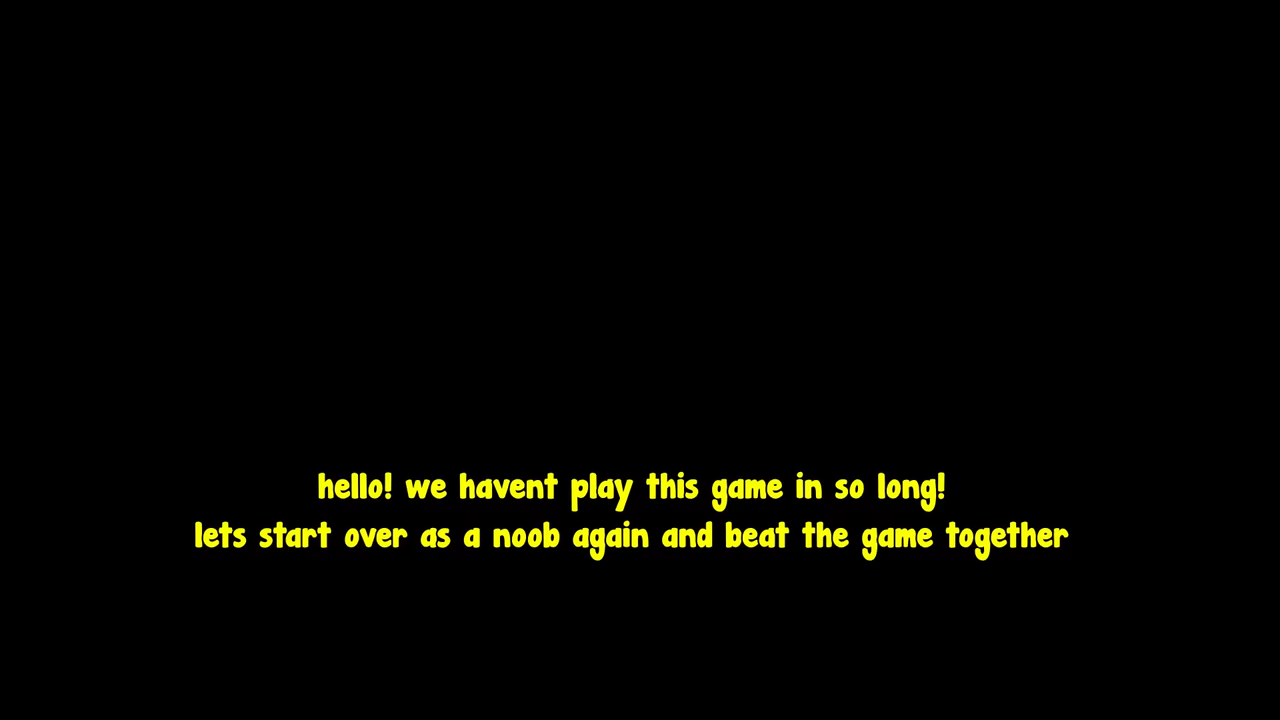 hello! we havent play this game in so long!
lets start over as a noob again and beat the game together